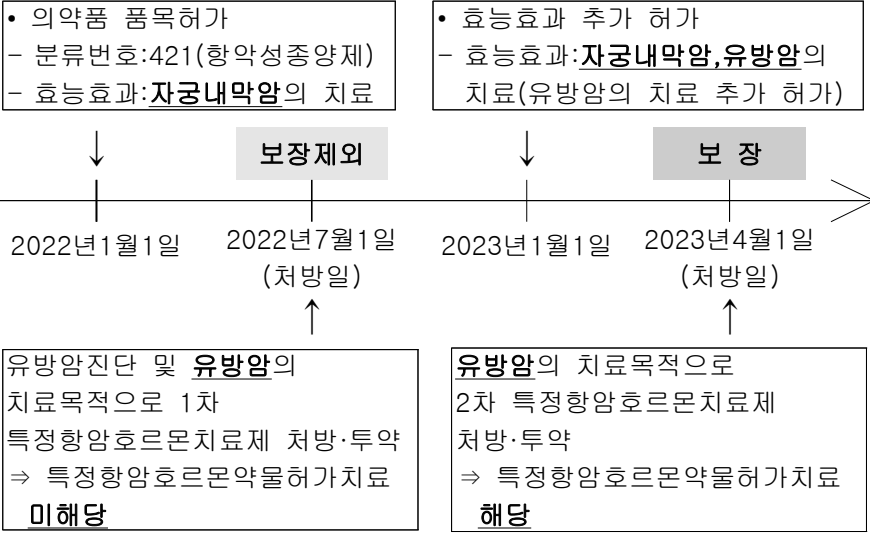 • 의약품 품목허가
- 분류번호:421(항악성종양제)
- 효능효과:자궁내막암의 치료
• 효능효과 추가 허가
- 효능효과:자궁내막암,유방암의
치료(유방암의 치료 추가 허가)
보장제외
보 장
2022년1월1일
2022년7월1일
(처방일)
2023년1월1일
2023년4월1일
(처방일)
유방암진단 및 유방암의
치료목적으로 1차
특정항암호르몬치료제 처방·투약
⇒ 특정항암호르몬약물허가치료
미해당
유방암의 치료목적으로
2차 특정항암호르몬치료제
처방·투약
⇒ 특정항암호르몬약물허가치료
해당